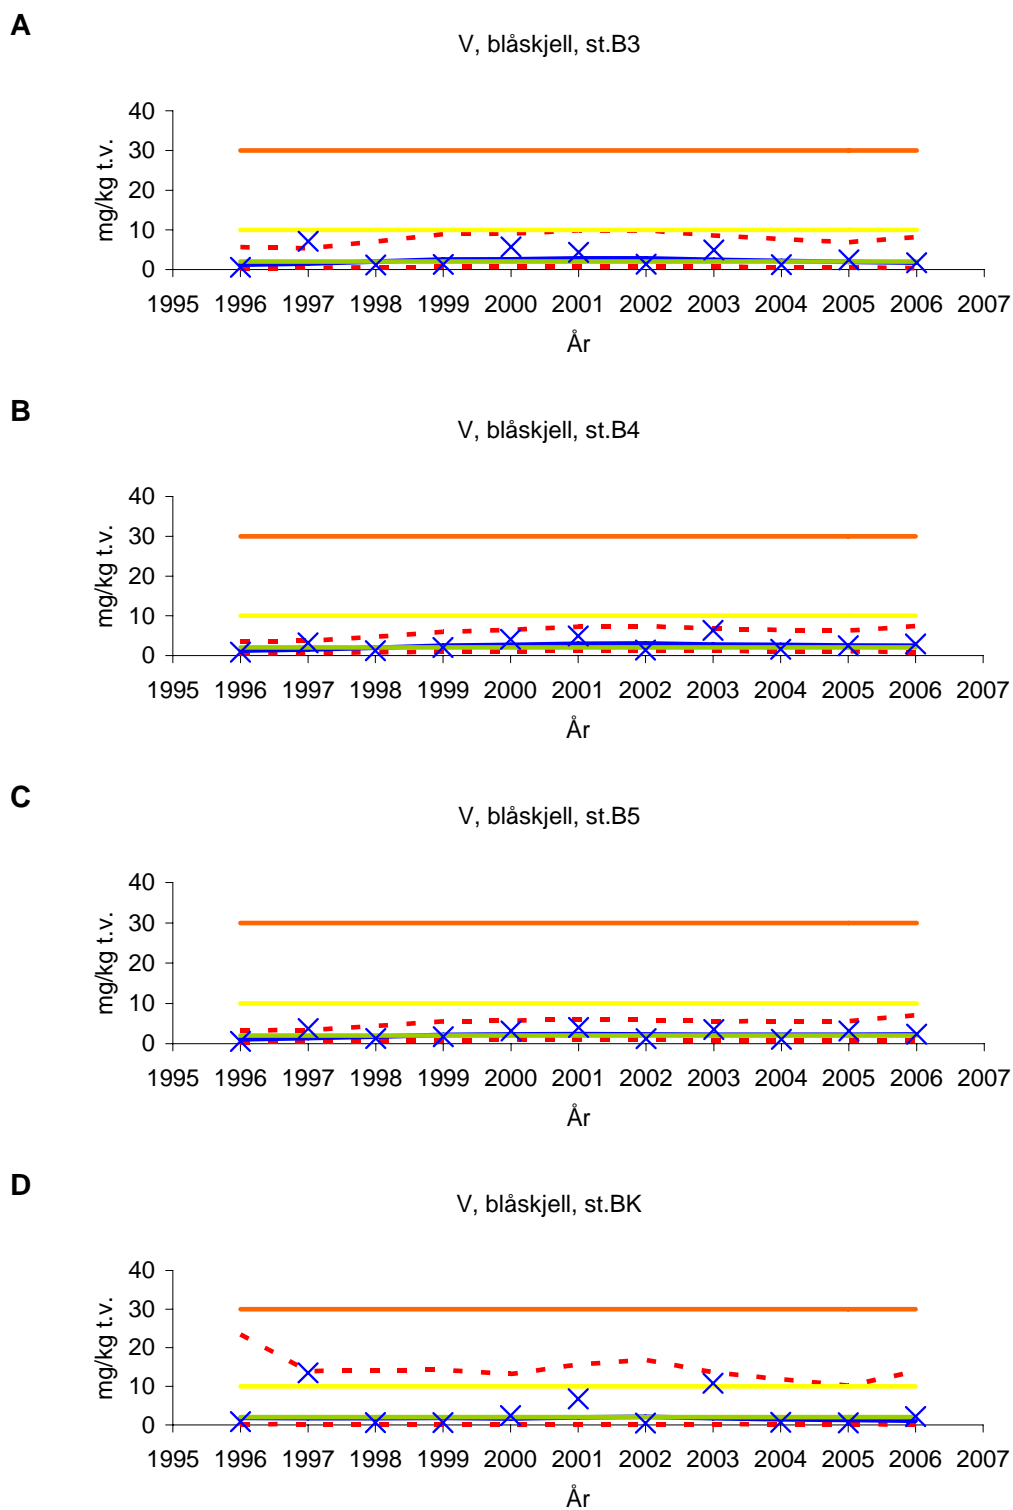 A
V, blåskjell, st.B3
mg/kg t.v.
40
30
20
10
0
1995 1996 1997 1998 1999 2000 2001 2002 2003 2004 2005 2006 2007
År
B
V, blåskjell, st.B4
mg/kg t.v.
40
30
20
10
0
1995 1996 1997 1998 1999 2000 2001 2002 2003 2004 2005 2006 2007
År
C
V, blåskjell, st.B5
mg/kg t.v.
40
30
20
10
0
1995 1996 1997 1998 1999 2000 2001 2002 2003 2004 2005 2006 2007
År
D
V, blåskjell, st.BK
mg/kg t.v.
40
30
20
10
0
1995 1996 1997 1998 1999 2000 2001 2002 2003 2004 2005 2006 2007
År